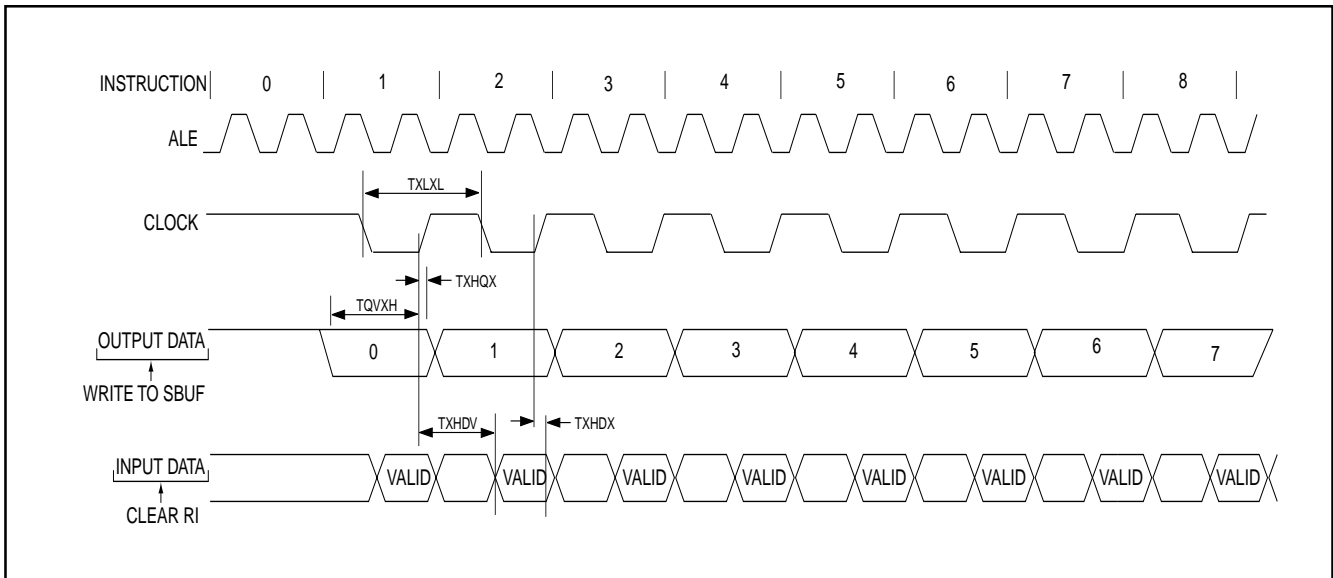 INSTRUCTION 0 1 2 3 4 5 6 7 8
ALE
TXLXL
CLOCK
TXHQX
TQVXH
OUTPUT DATA 0 1 2 3 4 5 6 7
WRITE TO SBUF
TXHDV TXHDX
INPUT DATA VALID VALID VALID VALID VALID VALID VALID VALID
CLEAR RI